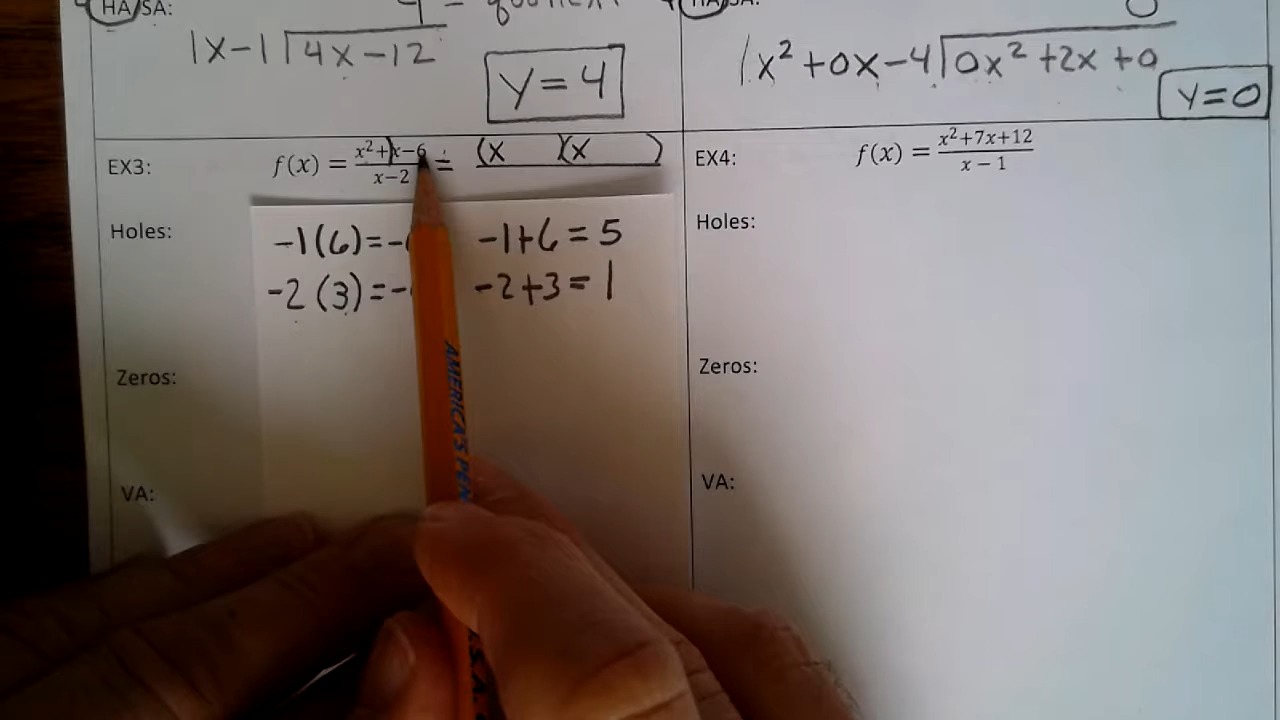 HA/SA:
1x-1 4x-12
y=4
1x²+0x-4 0x²+2x+0
y=0
EX3: f(x) = x²+1x-6 / x-2 = (x )(x )
Holes:
-1(6)=- -1+6=5
-2(3)=- -2+3=1
Zeros:
VA:
EX4: f(x) = x²+7x+12 / x-1
Holes:
Zeros:
VA:
AMERICA'S